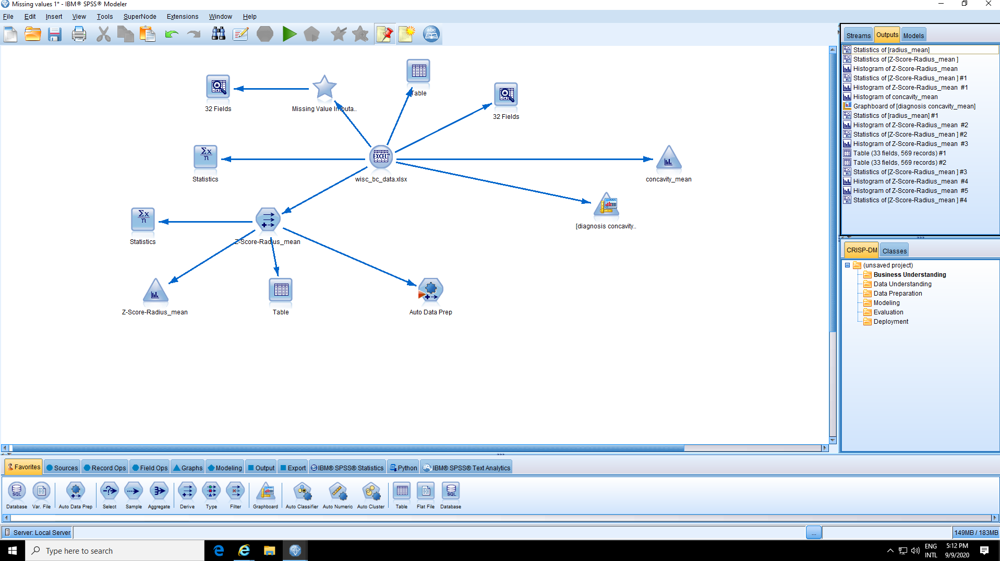 Missing values 1* - IBM® SPSS® Modeler
File Edit Insert View Tools SuperNode Extensions Window Help
abc
Streams Outputs Models
Statistics of [radius_mean]
Statistics of [Z-Score-Radius_mean ]
Histogram of Z-Score-Radius_mean
Statistics of [Z-Score-Radius_mean ] #1
Histogram of Z-Score-Radius_mean #1
Histogram of concavity_mean
Graphboard of [diagnosis concavity_mean]
Statistics of [radius_mean] #1
Histogram of Z-Score-Radius_mean #2
Statistics of [Z-Score-Radius_mean ] #2
Histogram of Z-Score-Radius_mean #3
Table (33 fields, 569 records) #1
Table (33 fields, 569 records) #2
Statistics of [Z-Score-Radius_mean ] #3
Histogram of Z-Score-Radius_mean #4
Histogram of Z-Score-Radius_mean #5
Statistics of [Z-Score-Radius_mean ] #4
Table
32 Fields
Missing Value Imputa..
32 Fields
Σx
n
EXCEL
Statistics
wisc_bc_data.xlsx
concavity_mean
Σx
n
[diagnosis concavity..
Statistics
Z-Score-Radius_mean
Z-Score-Radius_mean
Table
Auto Data Prep
CRISP-DM Classes
(unsaved project)
Business Understanding
Data Understanding
Data Preparation
Modeling
Evaluation
Deployment
Favorites Sources Record Ops Field Ops Graphs Modeling Output Export IBM® SPSS® Statistics Python IBM® SPSS® Text Analytics
SQL SQL
Database Var. File Auto Data Prep Select Sample Aggregate Derive Type Filter Graphboard Auto Classifier Auto Numeric Auto Cluster Table Flat File Database
Server: Local Server
...
149MB / 183MB
Type here to search
ENG
INTL
5:12 PM
9/9/2020